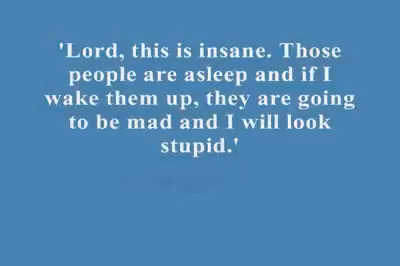 'Lord, this is insane. Those
people are asleep and if I
wake them up, they are going
to be mad and I will look
stupid.'